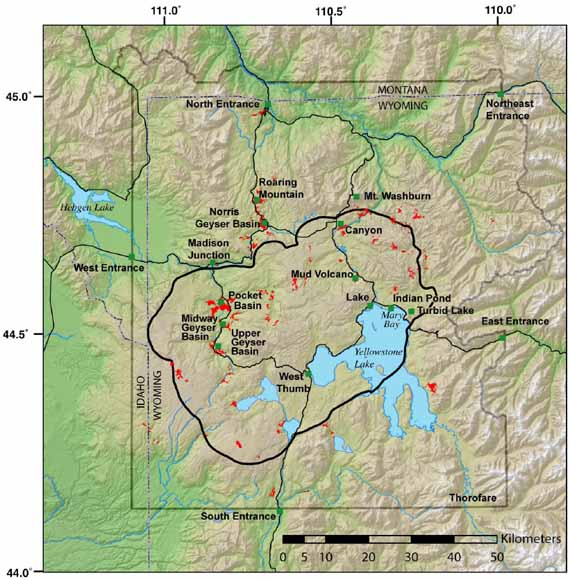 111.0°
110.5°
110.0°
45.0°
44.5°
44.0°
MONTANA
WYOMING
North Entrance
Northeast
Entrance
Roaring
Mountain
Mt. Washburn
Hebgen Lake
Norris
Geyser Basin
Canyon
Madison
Junction
West Entrance
Mud Volcano
Pocket
Basin
Lake
Indian Pond
Turbid Lake
Mary
Bay
East Entrance
Midway
Geyser
Basin
Upper
Geyser
Basin
Yellowstone
Lake
West
Thumb
IDAHO
WYOMING
Thorofare
South Entrance
Kilometers
0 5 10 20 30 40 50